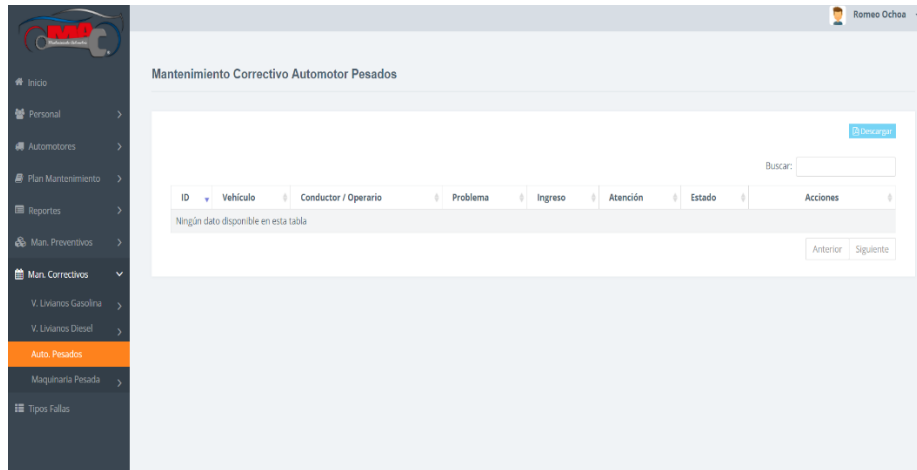 Romeo Ochoa
MPC
Inicio
Personal
Automotores
Plan Mantenimiento
Reportes
Man. Preventivos
Man. Correctivos
V. Livianos Gasolina
V. Livianos Diesel
Auto. Pesados
Maquinaria Pesada
Tipos Fallas
Mantenimiento Correctivo Automotor Pesados
Descargar
Buscar:
ID Vehículo Conductor / Operario Problema Ingreso Atención Estado Acciones
Ningún dato disponible en esta tabla
Anterior Siguiente